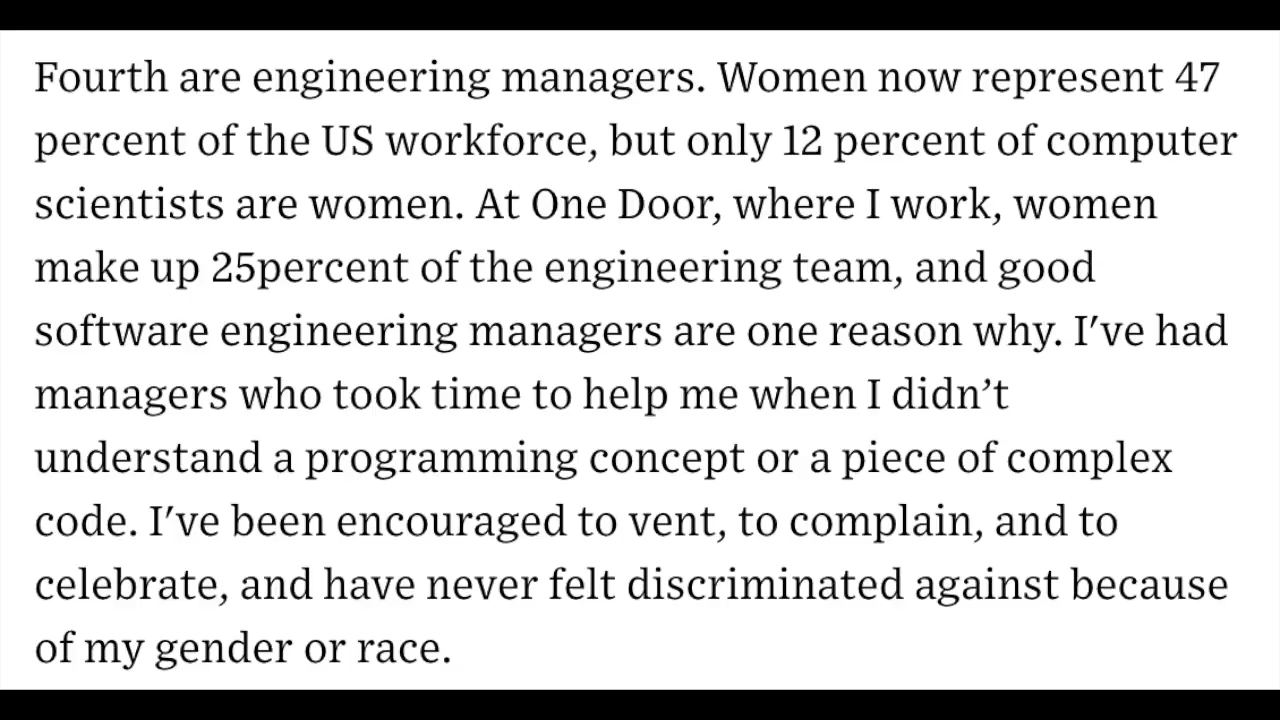 Fourth are engineering managers. Women now represent 47
percent of the US workforce, but only 12 percent of computer
scientists are women. At One Door, where I work, women
make up 25percent of the engineering team, and good
software engineering managers are one reason why. I′ve had
managers who took time to help me when I didn’t
understand a programming concept or a piece of complex
code. I′ve been encouraged to vent, to complain, and to
celebrate, and have never felt discriminated against because
of my gender or race.